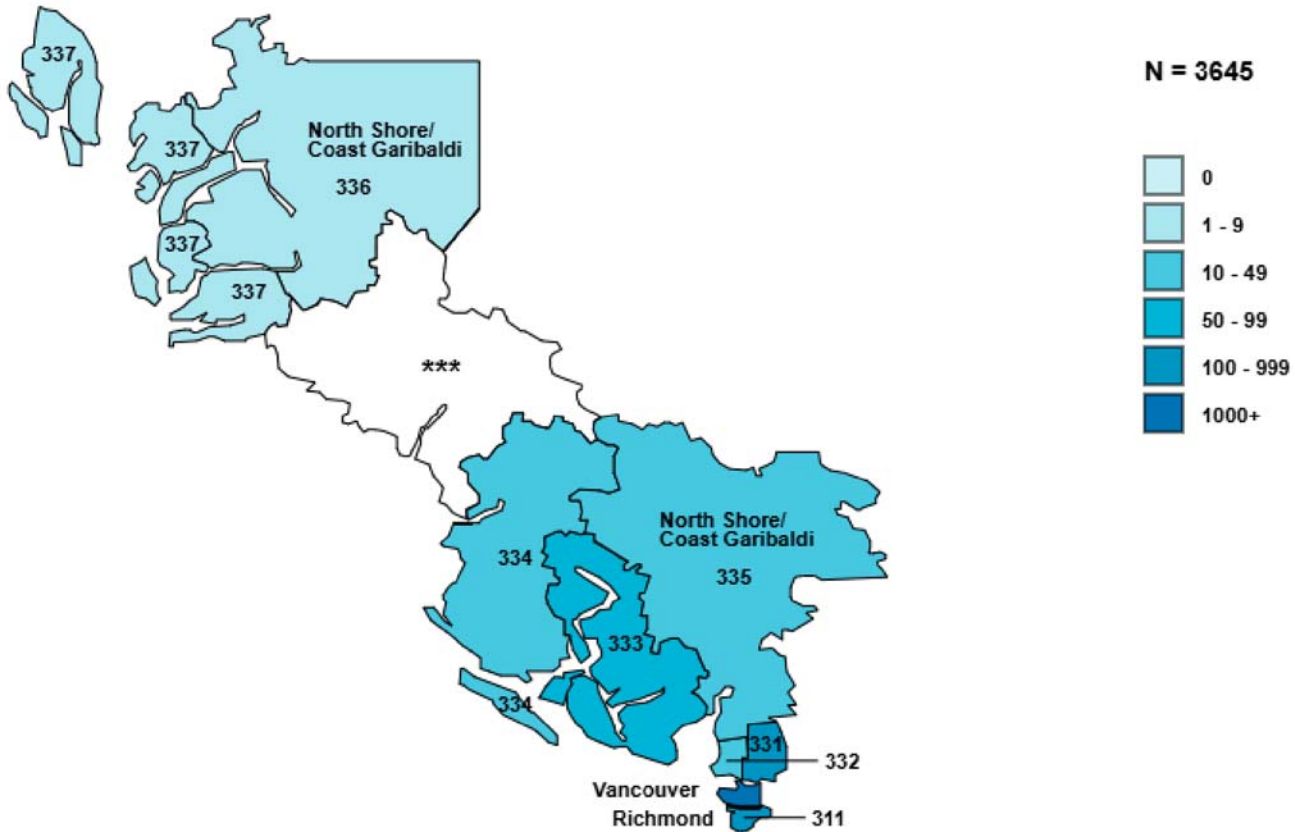 337
N = 3645
337
North Shore/
Coast Garibaldi
336
0
1 - 9
337
10 - 49
337
50 - 99
100 - 999
***
1000+
North Shore/
Coast Garibaldi
334
335
333
334
331
332
Vancouver
Richmond
311